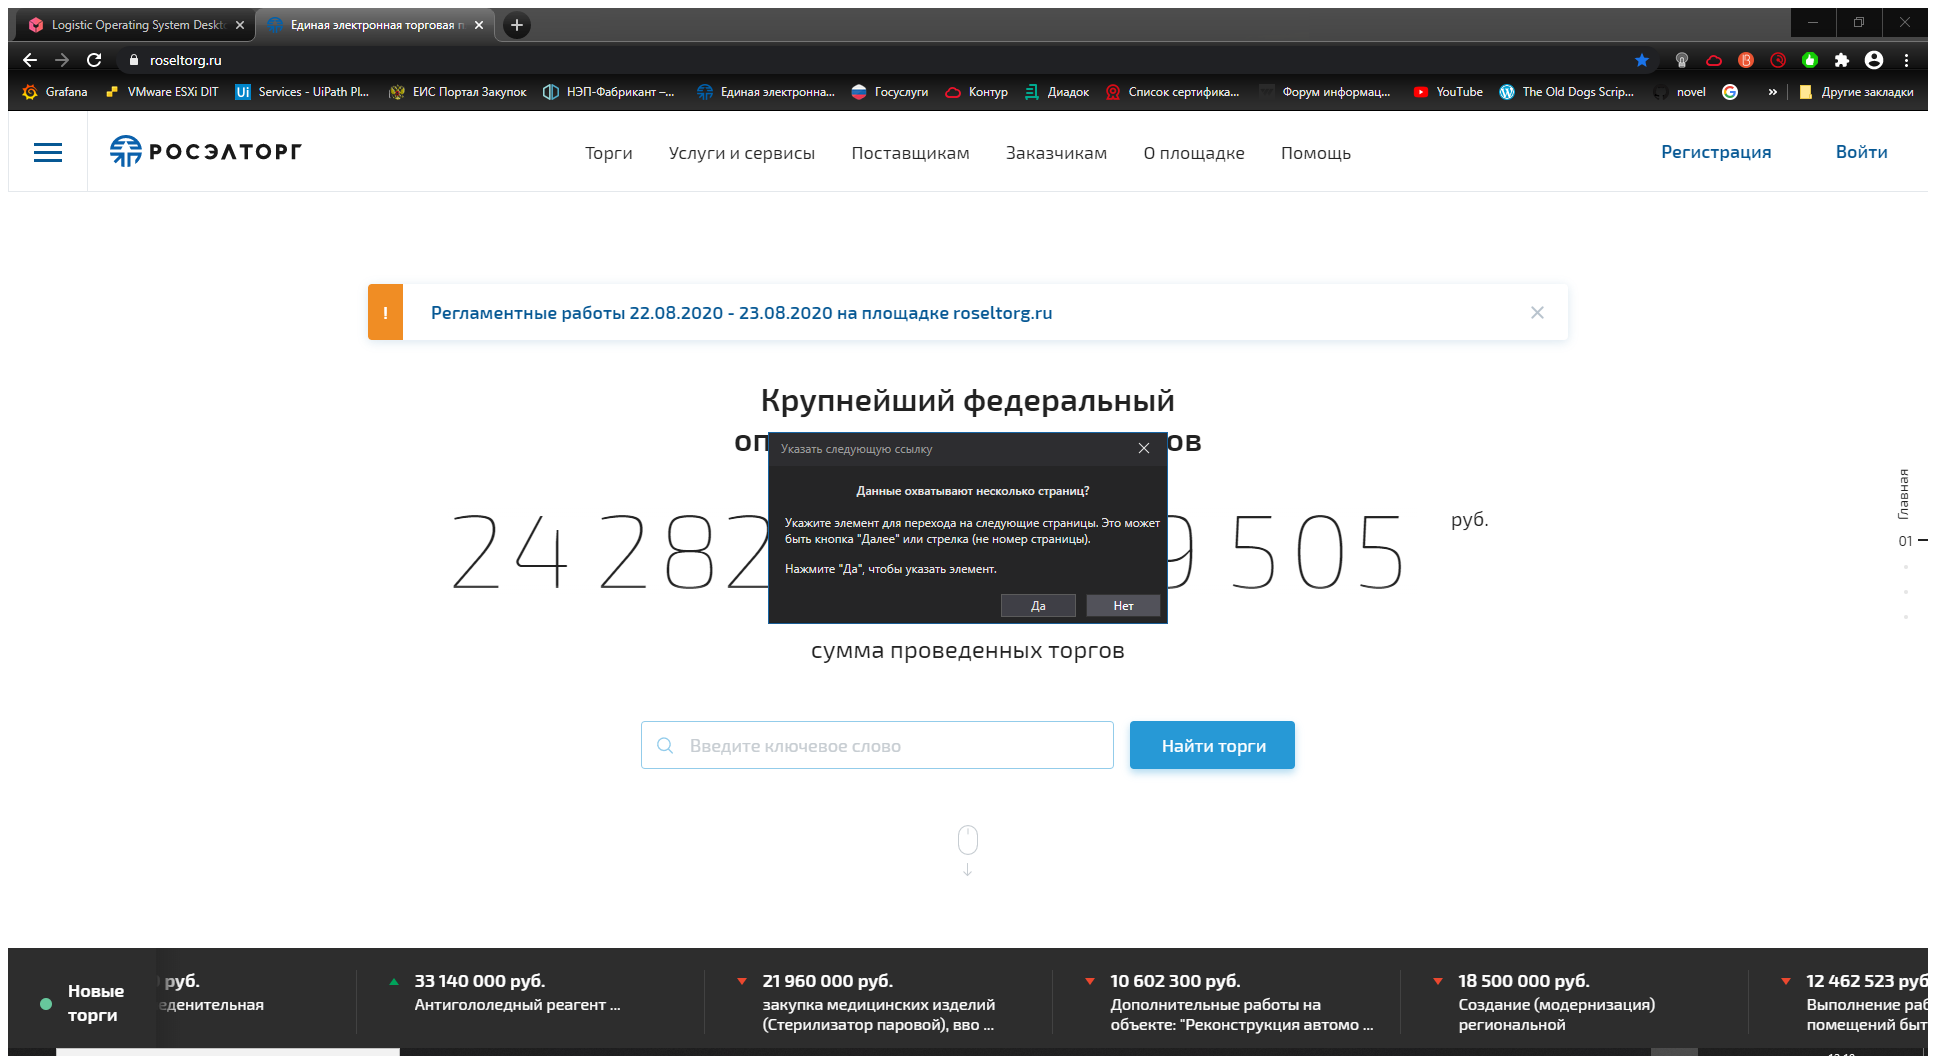 Logistic Operating System Deskt
Единая электронная торговая п
roseltorg.ru
Grafana
VMware ESXi DIT
Services - UiPath Pl...
ЕИС Портал Закупок
НЭП-Фабрикант –...
Единая электронна...
Госуслуги
Контур
Диадок
Список сертифика...
Форум информац...
YouTube
The Old Dogs Scrip...
novel
»
Другие закладки
РОСЭЛТОРГ
Торги
Услуги и сервисы
Поставщикам
Заказчикам
О площадке
Помощь
Регистрация
Войти
!
Регламентные работы 22.08.2020 - 23.08.2020 на площадке roseltorg.ru
Крупнейший федеральный
оп
ов
Указать следующую ссылку
Данные охватывают несколько страниц?
Укажите элемент для перехода на следующие страницы. Это может
быть кнопка "Далее" или стрелка (не номер страницы).
Нажмите "Да", чтобы указать элемент.
Да
Нет
24 282
9 505
руб.
сумма проведенных торгов
Главная
01
Введите ключевое слово
Найти торги
Новые
торги
руб.
еденительная
33 140 000 руб.
Антигололедный реагент ...
21 960 000 руб.
закупка медицинских изделий
(Стерилизатор паровой), вво ...
10 602 300 руб.
Дополнительные работы на
объекте: "Реконструкция автомо ...
18 500 000 руб.
Создание (модернизация)
региональной
12 462 523 руб
Выполнение раб
помещений быт